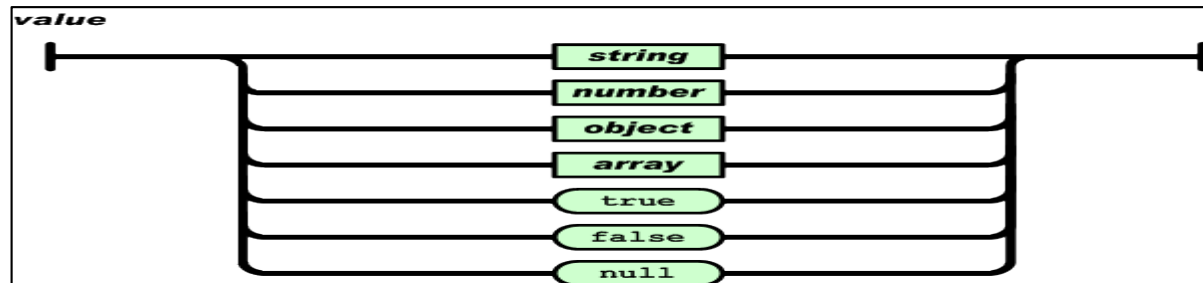 value
string
number
object
array
true
false
null